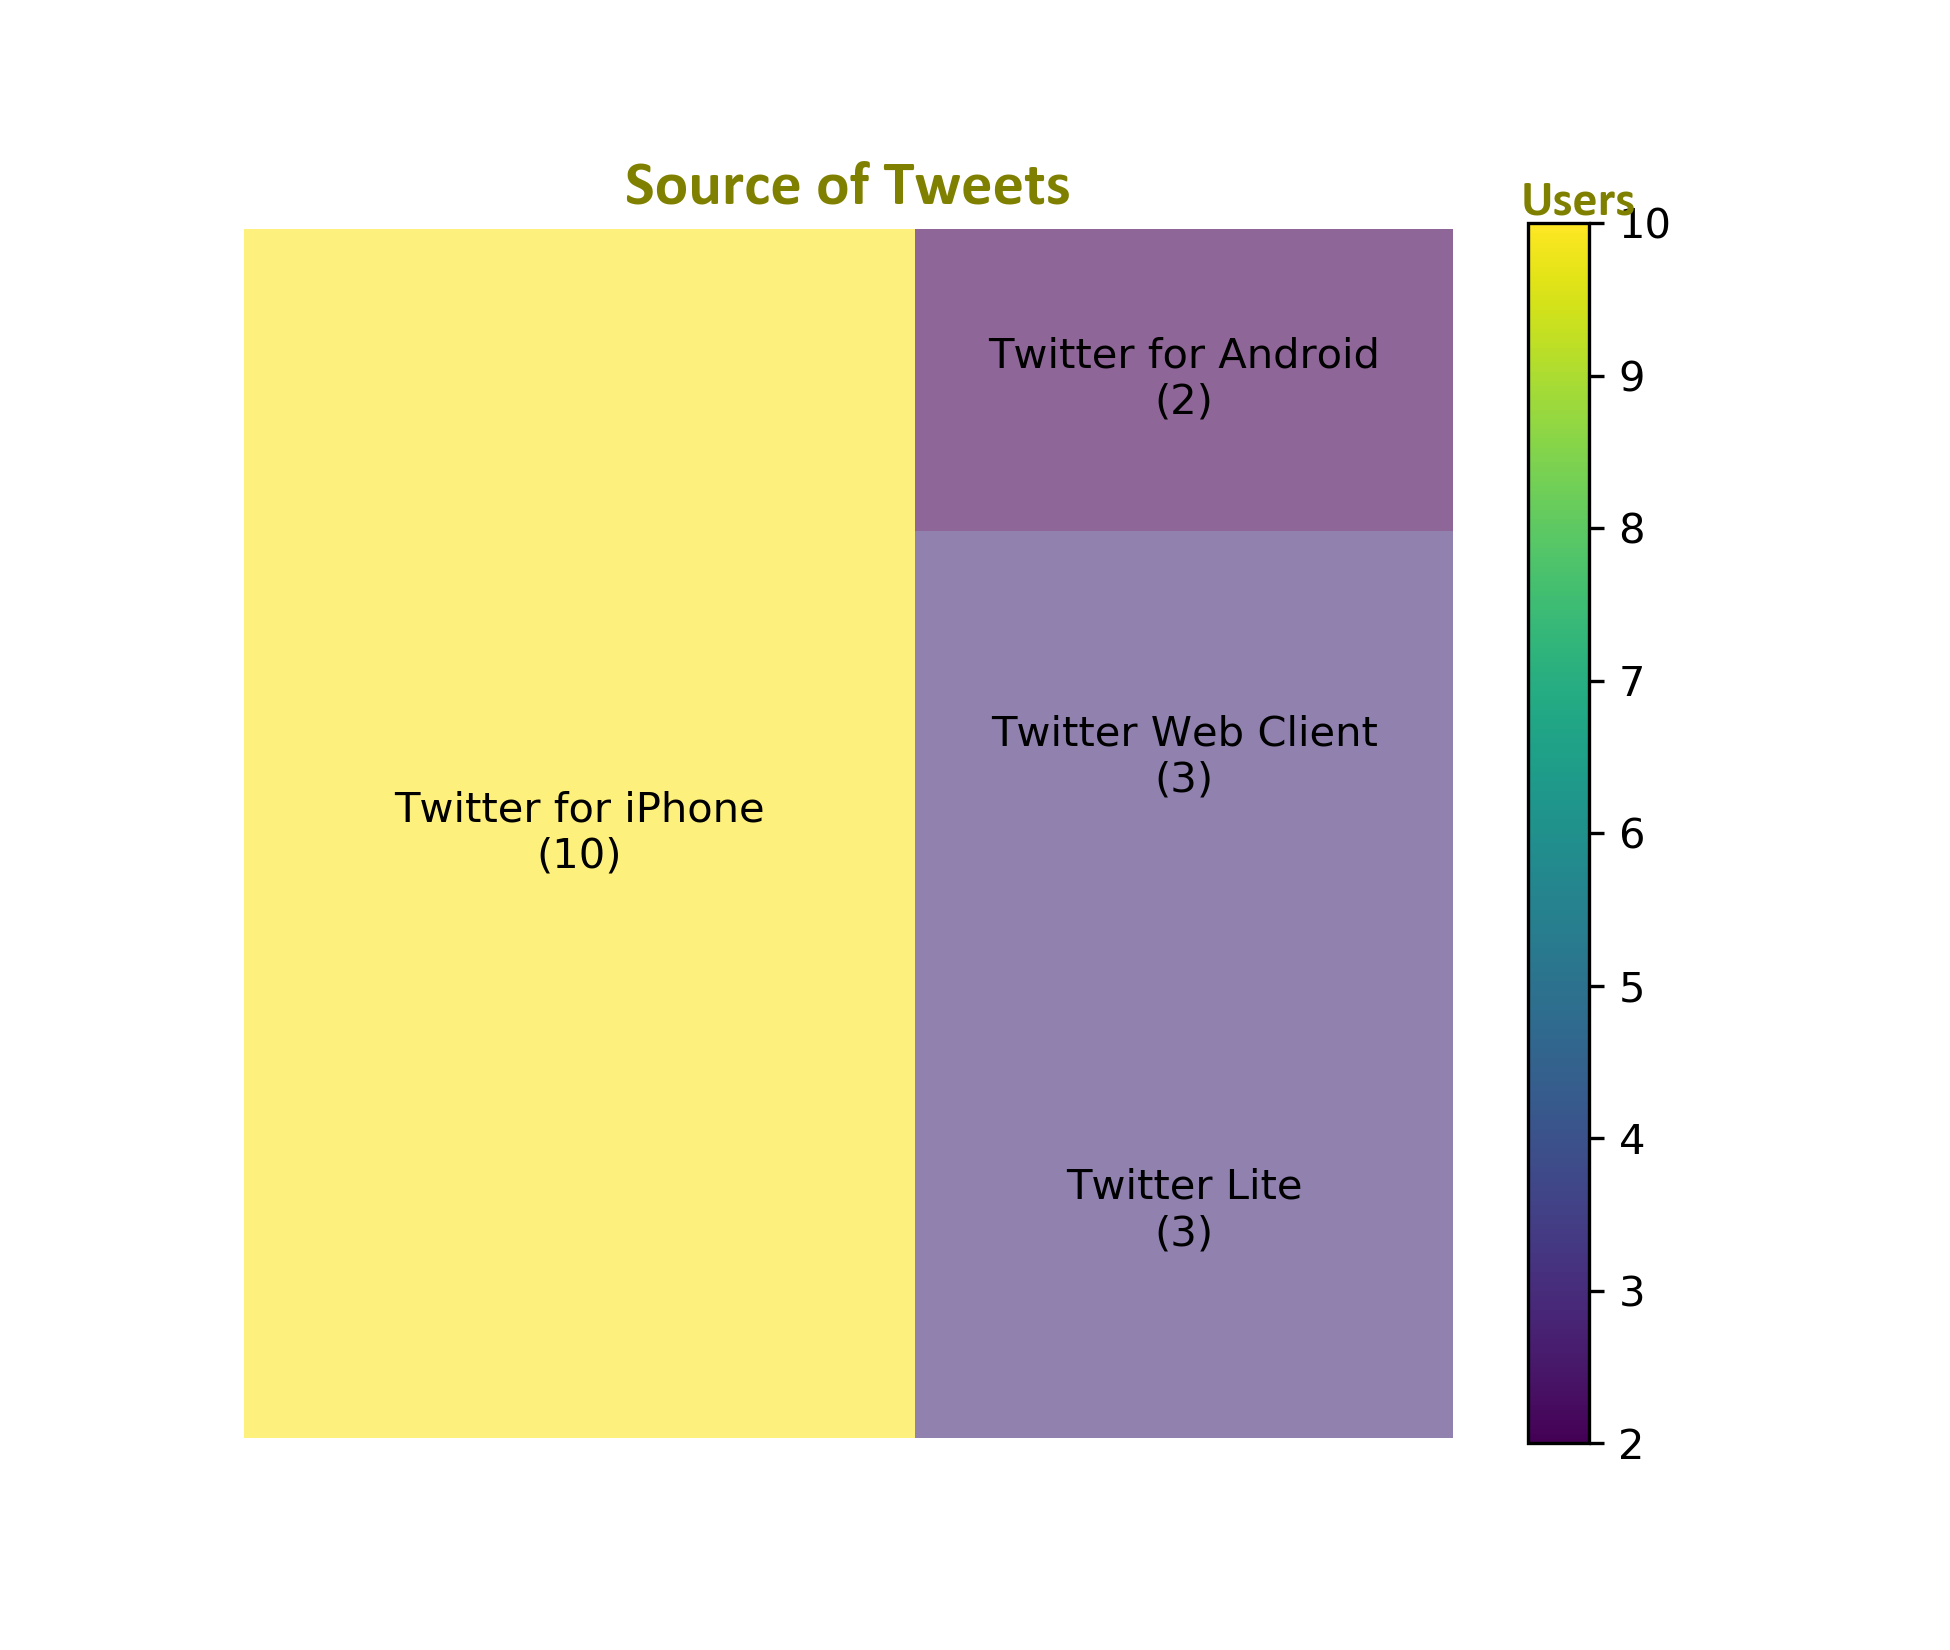 Source of Tweets
Twitter for iPhone
(10)
Twitter for Android
(2)
Twitter Web Client
(3)
Twitter Lite
(3)
Users
10
9
8
7
6
5
4
3
2